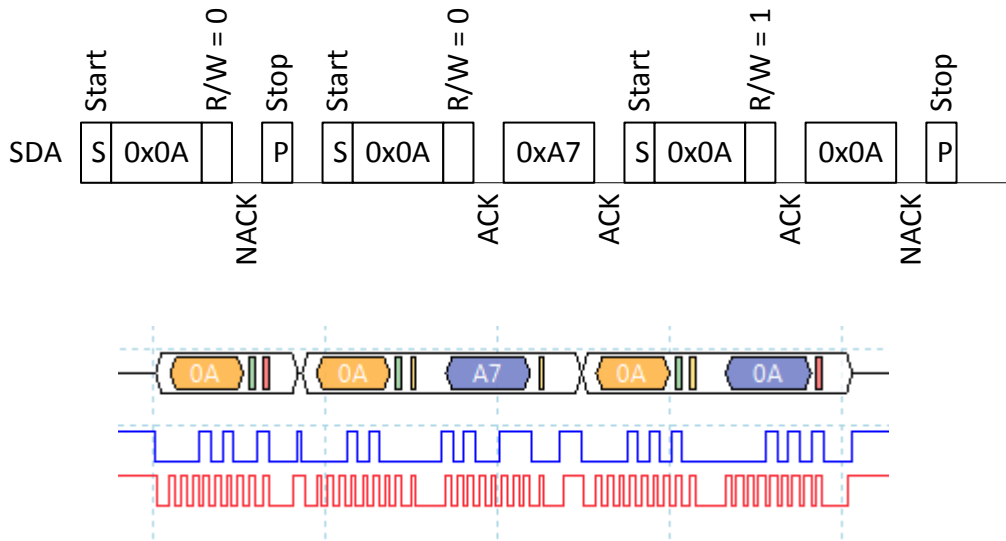 Start R/W = 0 Stop Start R/W = 0 Start R/W = 1 Stop
SDA S 0x0A P S 0x0A 0xA7 S 0x0A 0x0A P
NACK ACK ACK ACK NACK
0A 0A A7 0A 0A